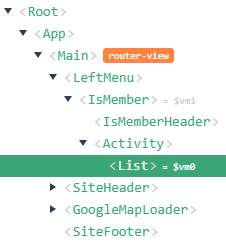 <Root>
<App>
<Main> router-view
<LeftMenu>
<IsMember> = $vm1
<IsMemberHeader>
<Activity>
<List> = $vm0
<SiteHeader>
<GoogleMapLoader>
<SiteFooter>